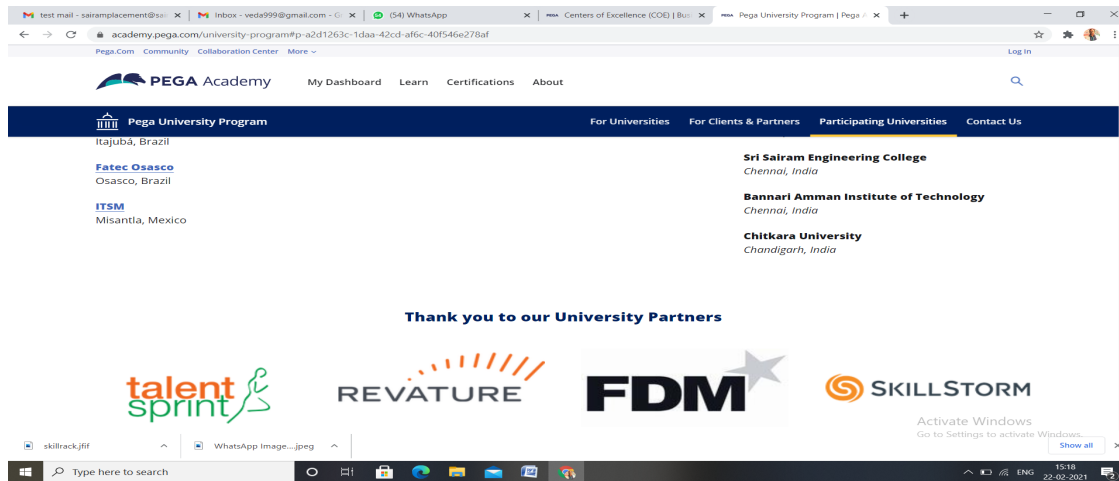 test mail - sairamplacement@sai
Inbox - veda999@gmail.com - G
(54) WhatsApp
Centers of Excellence (COE) | Bus
Pega University Program | Pega A
academy.pega.com/university-program#p-a2d1263c-1daa-42cd-af6c-40f546e278af
Pega.Com Community Collaboration Center More
Log In
PEGA Academy
My Dashboard Learn Certifications About
Pega University Program
For Universities For Clients & Partners Participating Universities Contact Us
Itajubá, Brazil
Fatec Osasco
Osasco, Brazil
ITSM
Misantla, Mexico
Sri Sairam Engineering College
Chennai, India
Bannari Amman Institute of Technology
Chennai, India
Chitkara University
Chandigarh, India
Thank you to our University Partners
talent
sprint
REVATURE
FDM
SKILLSTORM
Activate Windows
Go to Settings to activate Windows.
skillrack.jfif
WhatsApp Image....jpeg
Show all
Type here to search
ENG
15:18
22-02-2021